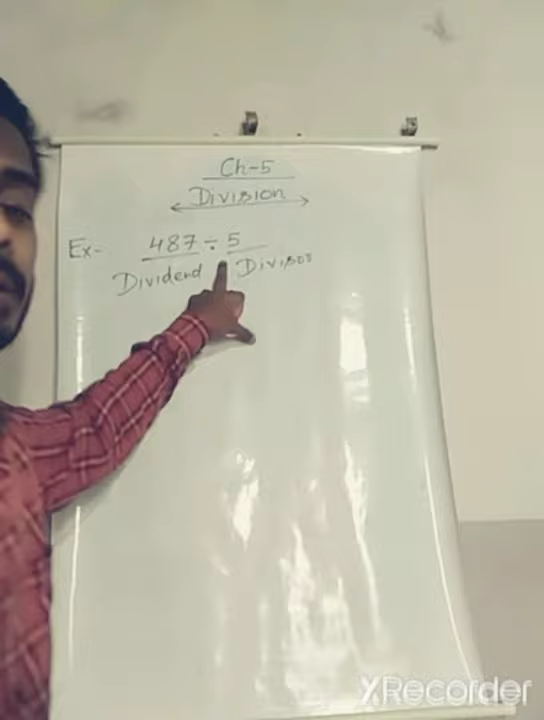 Ch-5
Division
Ex- 487 ÷ 5
Dividend Divisor
XRecorder